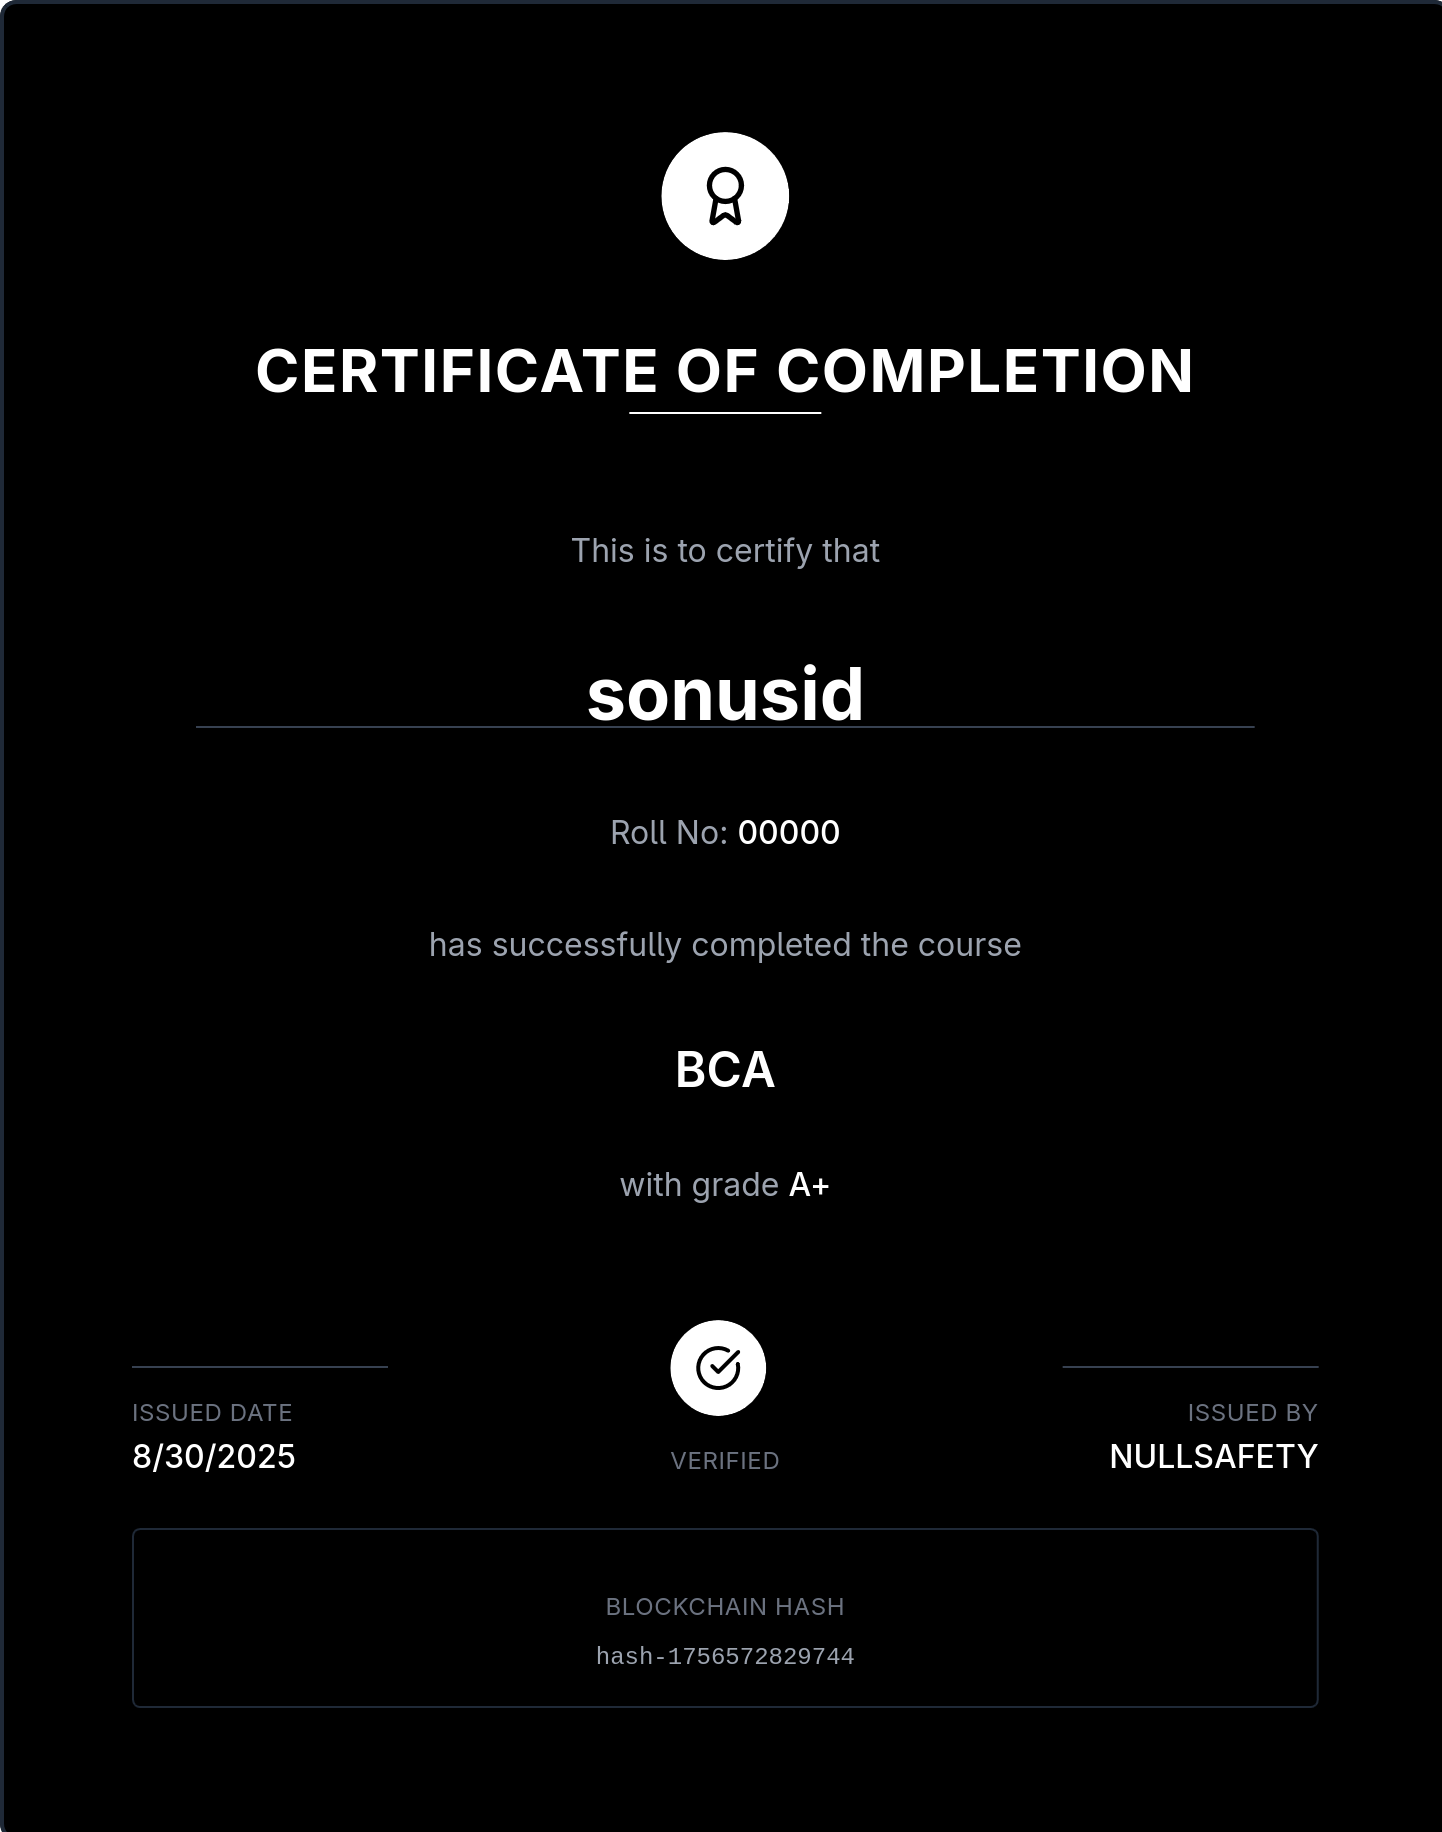 CERTIFICATE OF COMPLETION
This is to certify that
sonusid
Roll No: 00000
has successfully completed the course
BCA
with grade A+
ISSUED DATE
8/30/2025
VERIFIED
ISSUED BY
NULLSAFETY
BLOCKCHAIN HASH
hash-1756572829744